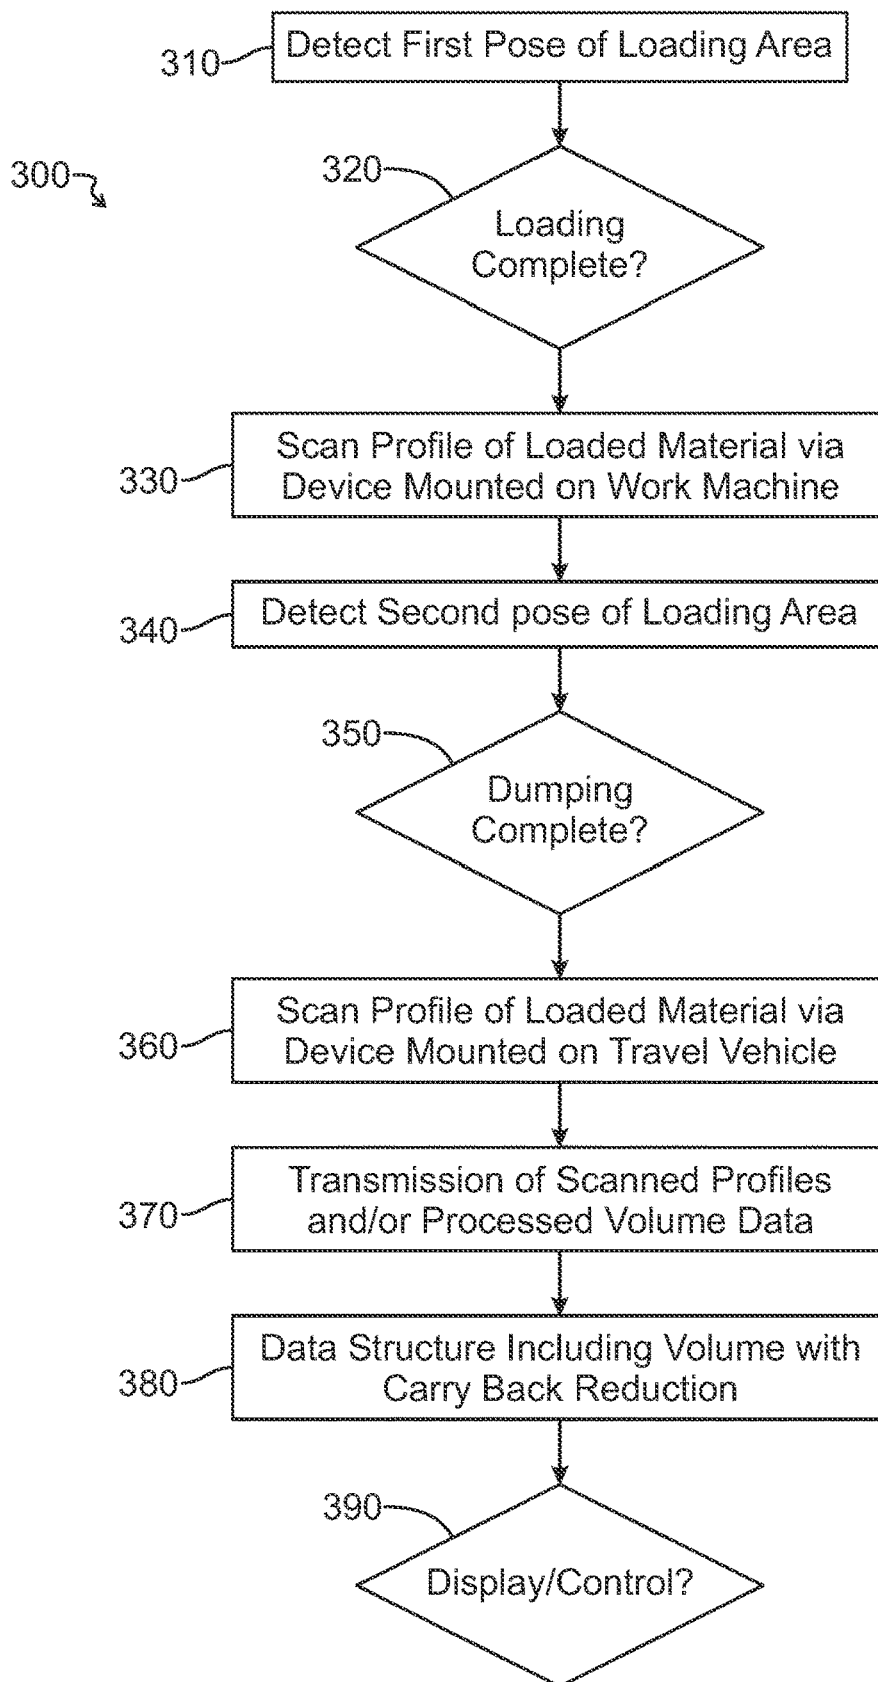 310
Detect First Pose of Loading Area
300
320
Loading
Complete?
330
Scan Profile of Loaded Material via
Device Mounted on Work Machine
340
Detect Second pose of Loading Area
350
Dumping
Complete?
360
Scan Profile of Loaded Material via
Device Mounted on Travel Vehicle
370
Transmission of Scanned Profiles
and/or Processed Volume Data
380
Data Structure Including Volume with
Carry Back Reduction
390
Display/Control?